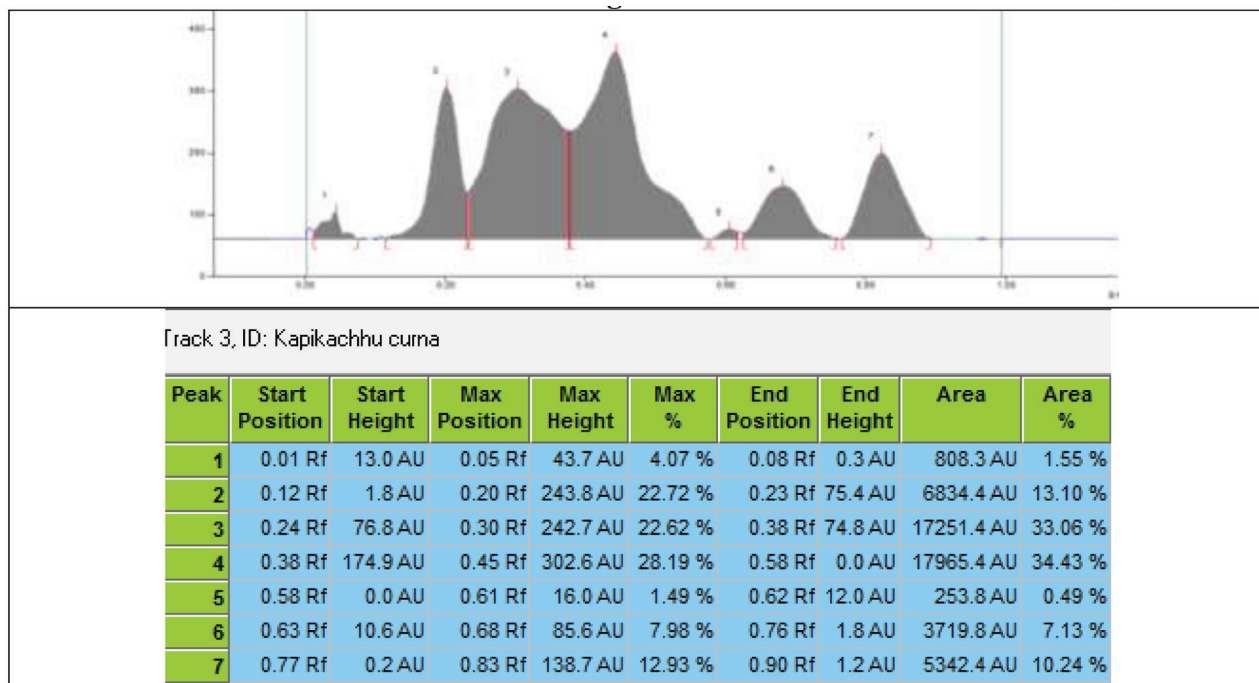 4
2
3
1
7
6
5
0
Track 3, ID: Kapikachhu curna
Peak Start Position Start Height Max Position Max Height Max % End Position End Height Area Area %
1 0.01 Rf 13.0 AU 0.05 Rf 43.7 AU 4.07 % 0.08 Rf 0.3 AU 808.3 AU 1.55 %
2 0.12 Rf 1.8 AU 0.20 Rf 243.8 AU 22.72 % 0.23 Rf 75.4 AU 6834.4 AU 13.10 %
3 0.24 Rf 76.8 AU 0.30 Rf 242.7 AU 22.62 % 0.38 Rf 74.8 AU 17251.4 AU 33.06 %
4 0.38 Rf 174.9 AU 0.45 Rf 302.6 AU 28.19 % 0.58 Rf 0.0 AU 17965.4 AU 34.43 %
5 0.58 Rf 0.0 AU 0.61 Rf 16.0 AU 1.49 % 0.62 Rf 12.0 AU 253.8 AU 0.49 %
6 0.63 Rf 10.6 AU 0.68 Rf 85.6 AU 7.98 % 0.76 Rf 1.8 AU 3719.8 AU 7.13 %
7 0.77 Rf 0.2 AU 0.83 Rf 138.7 AU 12.93 % 0.90 Rf 1.2 AU 5342.4 AU 10.24 %